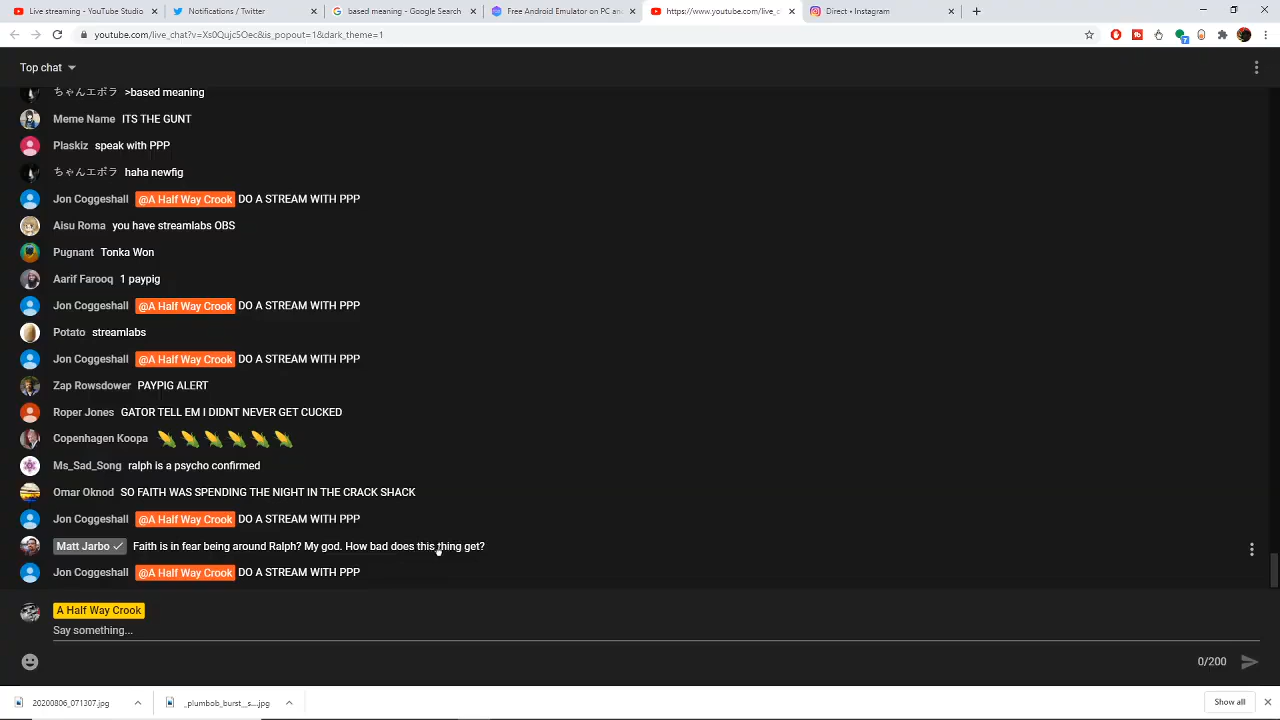 Live streaming - YouTube Studio
Notifications / Twitter
based meaning - Google Search
Free Android Emulator on PC and
https://www.youtube.com/live_c
Direct • Instagram
youtube.com/live_chat?v=Xs0Qujc5Oec&is_popout=1&dark_theme=1
Top chat
ちゃんエボラ >based meaning
Meme Name ITS THE GUNT
Plaskiz speak with PPP
ちゃんエボラ haha newfig
Jon Coggeshall @A Half Way Crook DO A STREAM WITH PPP
Aisu Roma you have streamlabs OBS
Pugnant Tonka Won
Aarif Farooq 1 paypig
Jon Coggeshall @A Half Way Crook DO A STREAM WITH PPP
Potato streamlabs
Jon Coggeshall @A Half Way Crook DO A STREAM WITH PPP
Zap Rowsdower PAYPIG ALERT
Roper Jones GATOR TELL EM I DIDNT NEVER GET CUCKED
Copenhagen Koopa 🌽🌽🌽🌽🌽🌽
Ms_Sad_Song ralph is a psycho confirmed
Omar Oknod SO FAITH WAS SPENDING THE NIGHT IN THE CRACK SHACK
Jon Coggeshall @A Half Way Crook DO A STREAM WITH PPP
Matt Jarbo ✓ Faith is in fear being around Ralph? My god. How bad does this thing get?
Jon Coggeshall @A Half Way Crook DO A STREAM WITH PPP
A Half Way Crook
Say something...
0/200
20200806_071307.jpg
_plumbob_burst__s....jpg
Show all